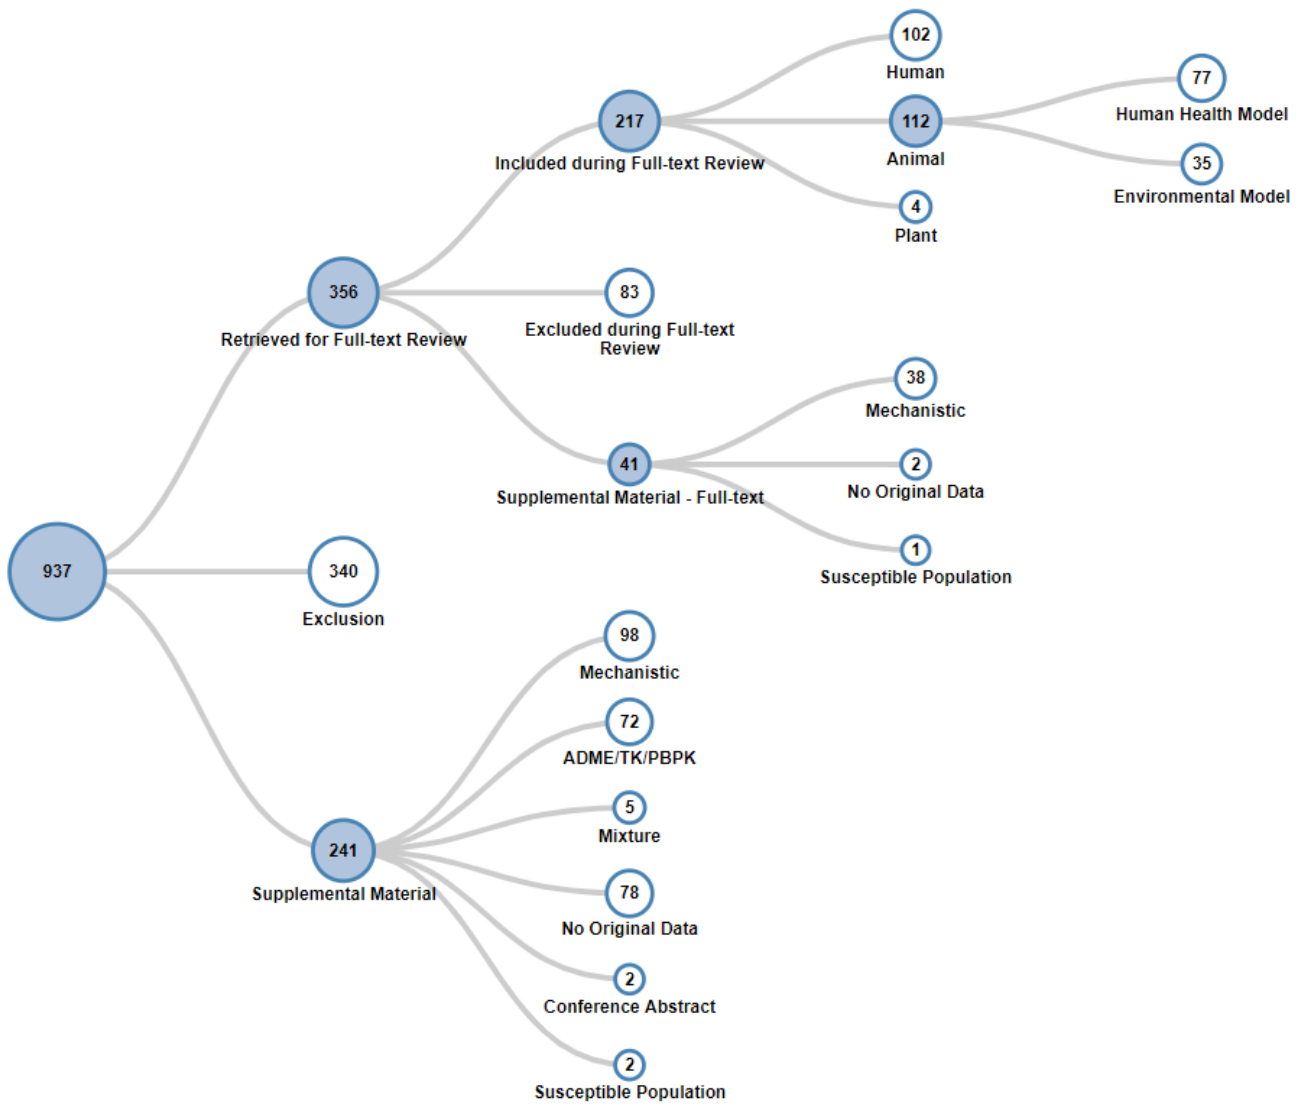 102
Human
77
Human Health Model
217
Included during Full-text Review
112
Animal
35
Environmental Model
4
Plant
356
Retrieved for Full-text Review
83
Excluded during Full-text
Review
38
Mechanistic
41
Supplemental Material - Full-text
2
No Original Data
1
Susceptible Population
937
340
Exclusion
98
Mechanistic
72
ADME/TK/PBPK
5
Mixture
241
Supplemental Material
78
No Original Data
2
Conference Abstract
2
Susceptible Population